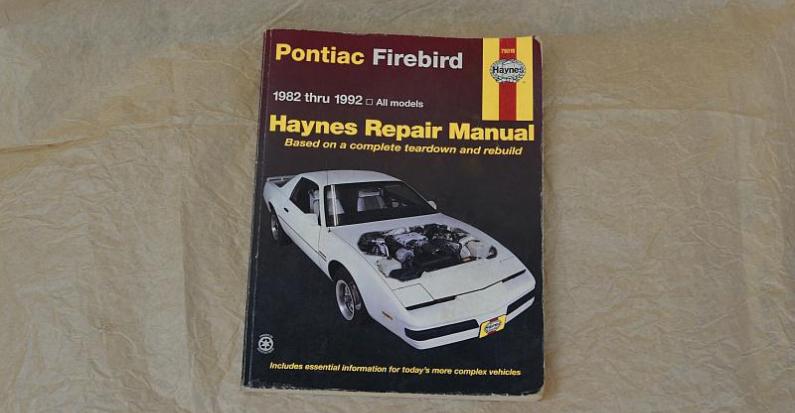 Pontiac Firebird
Haynes
1982 thru 1992 □ All models
Haynes Repair Manual
Based on a complete teardown and rebuild
Haynes
Includes essential information for today's more complex vehicles